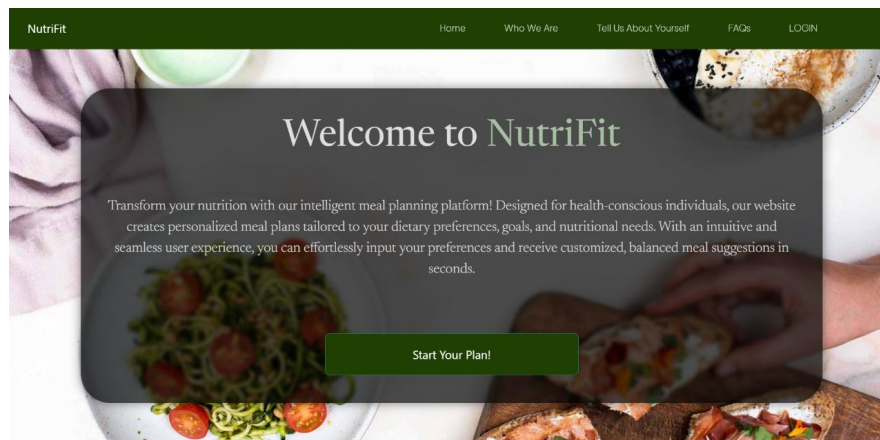 NutriFit
Home Who We Are Tell Us About Yourself FAQs LOGIN
Welcome to NutriFit
Transform your nutrition with our intelligent meal planning platform! Designed for health-conscious individuals, our website
creates personalized meal plans tailored to your dietary preferences, goals, and nutritional needs. With an intuitive and
seamless user experience, you can effortlessly input your preferences and receive customized, balanced meal suggestions in
seconds.
Start Your Plan!